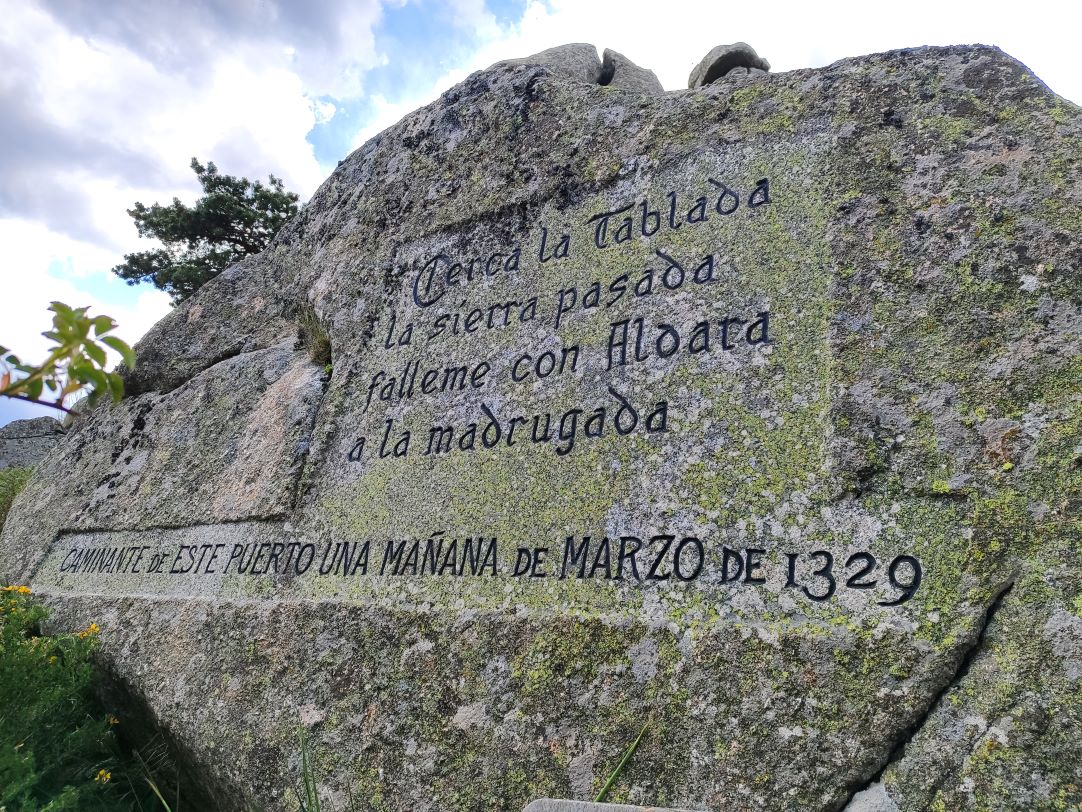 Cerca la Tablada
la sierra pasada
falleme con Aldara
a la madrugada
CAMINANTE DE ESTE PUERTO UNA MAÑANA DE MARZO DE 1329